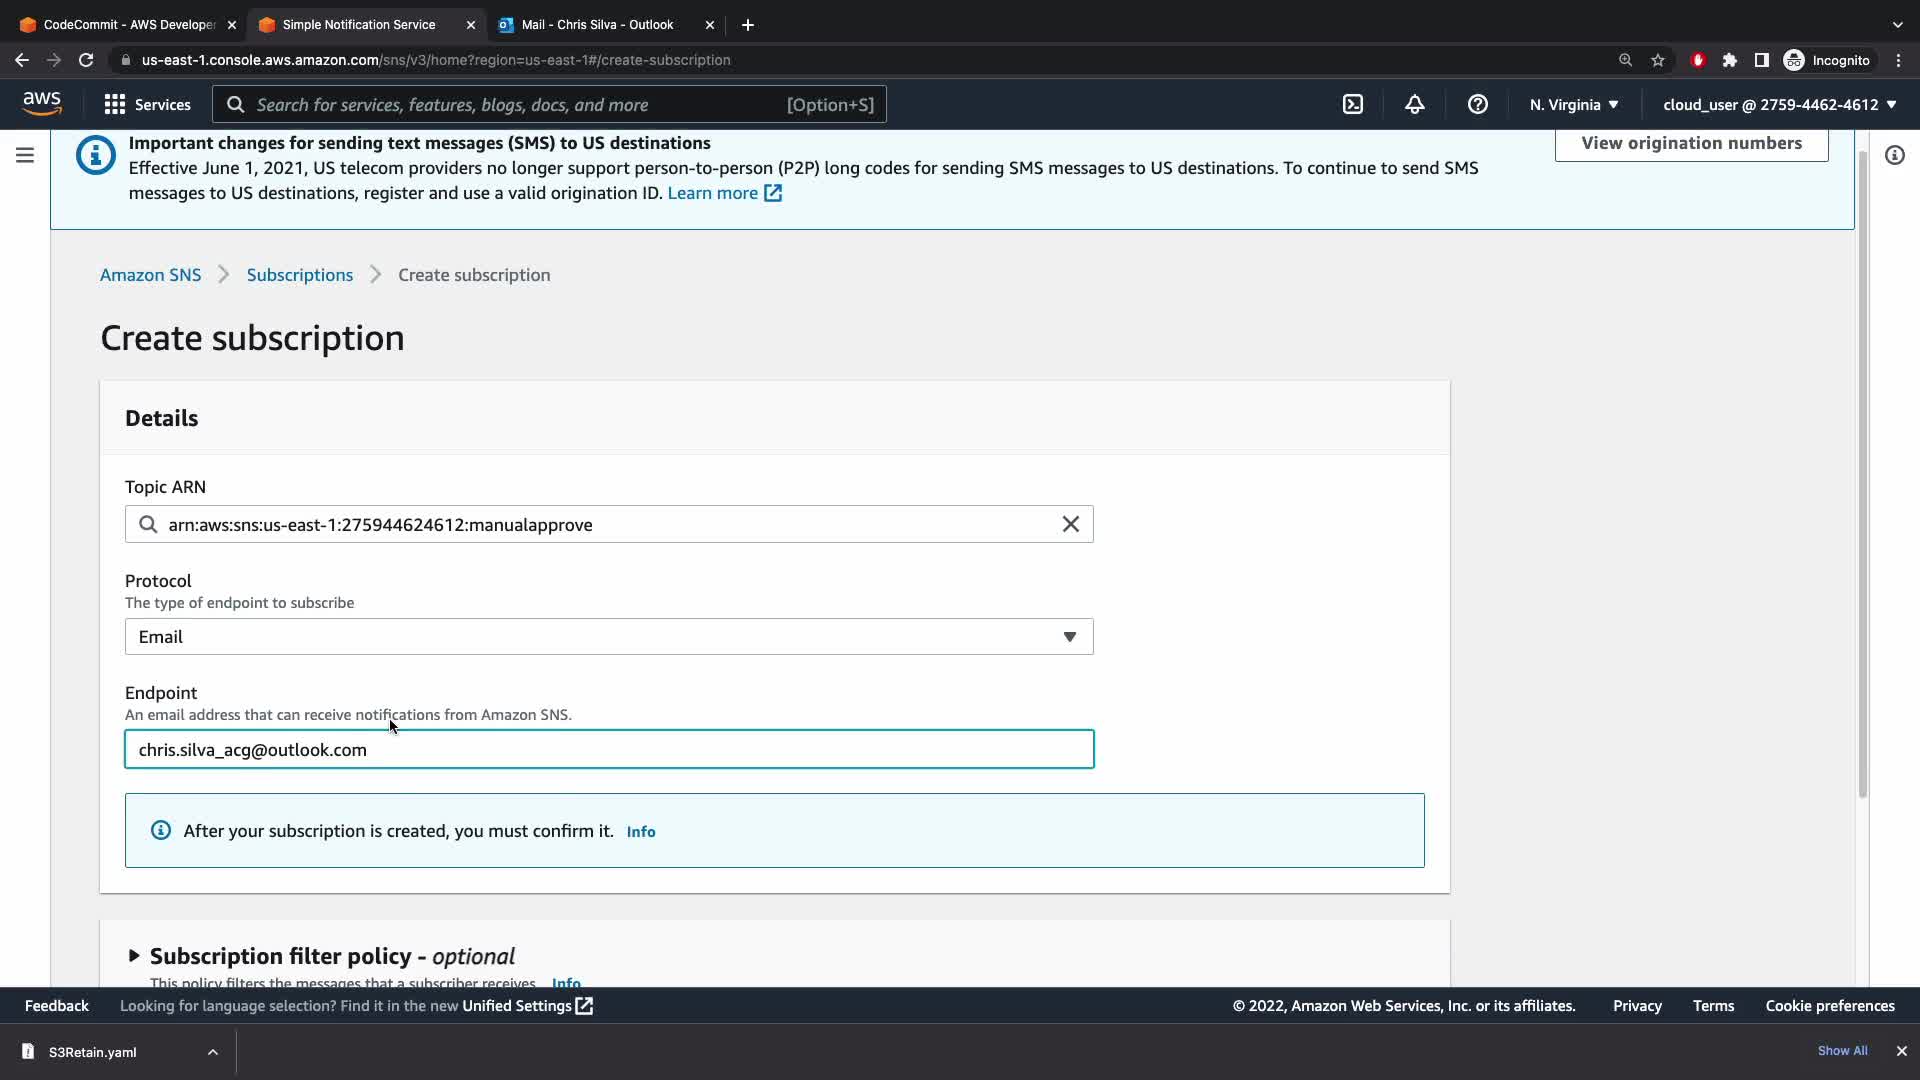 CodeCommit - AWS Develope
Simple Notification Service
Mail - Chris Silva - Outlook
us-east-1.console.aws.amazon.com/sns/v3/home?region=us-east-1#/create-subscription
Incognito
aws
Services
Search for services, features, blogs, docs, and more
[Option+S]
N. Virginia
cloud_user @ 2759-4462-4612
Important changes for sending text messages (SMS) to US destinations
View origination numbers
Effective June 1, 2021, US telecom providers no longer support person-to-person (P2P) long codes for sending SMS messages to US destinations. To continue to send SMS
messages to US destinations, register and use a valid origination ID. Learn more
Amazon SNS
Subscriptions
Create subscription
Create subscription
Details
Topic ARN
arn:aws:sns:us-east-1:275944624612:manualapprove
Protocol
The type of endpoint to subscribe
Email
Endpoint
An email address that can receive notifications from Amazon SNS.
chris.silva_acg@outlook.com
After your subscription is created, you must confirm it. Info
Subscription filter policy - optional
This policy filters the messages that a subscriber receives. Info
Feedback
Looking for language selection? Find it in the new Unified Settings
© 2022, Amazon Web Services, Inc. or its affiliates.
Privacy
Terms
Cookie preferences
S3Retain.yaml
Show All